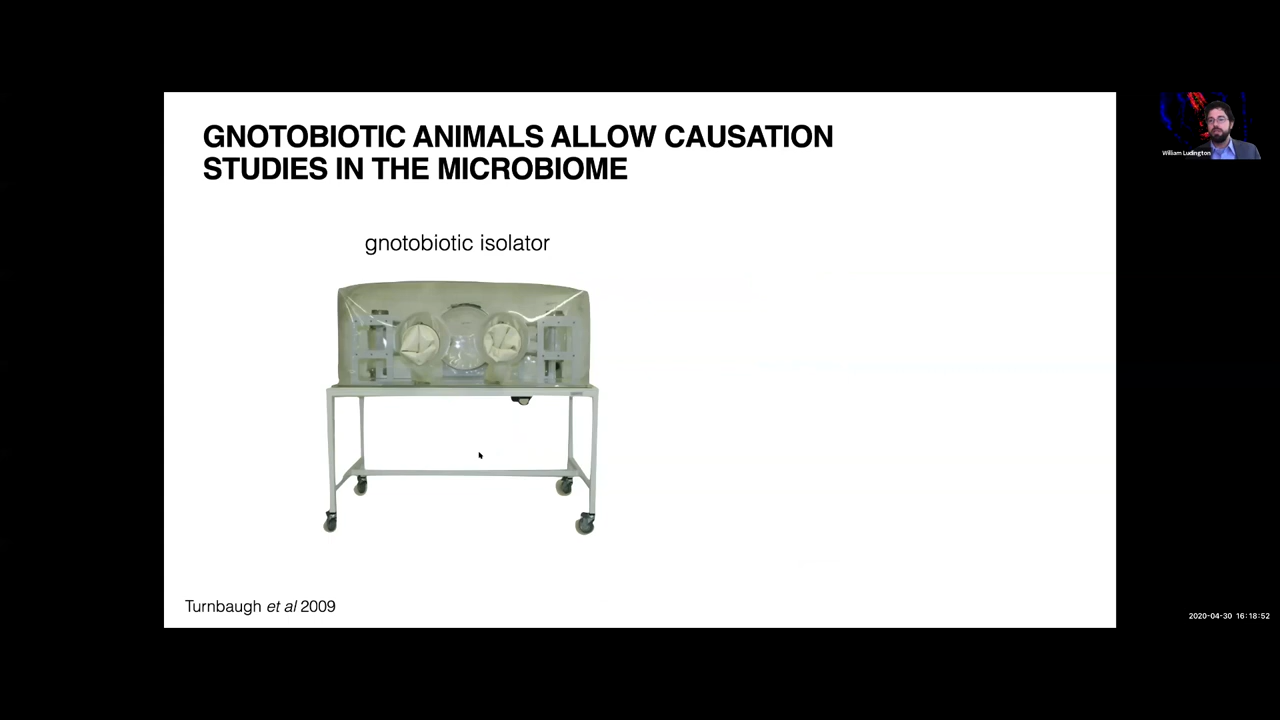 GNOTOBIOTIC ANIMALS ALLOW CAUSATION
STUDIES IN THE MICROBIOME
gnotobiotic isolator
Turnbaugh et al 2009
William Ludington
2020-04-30 16:18:52